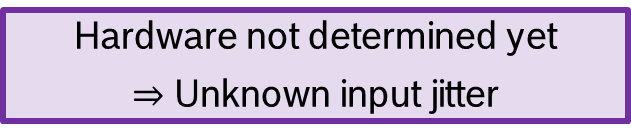 Hardware not determined yet
⇒ Unknown input jitter